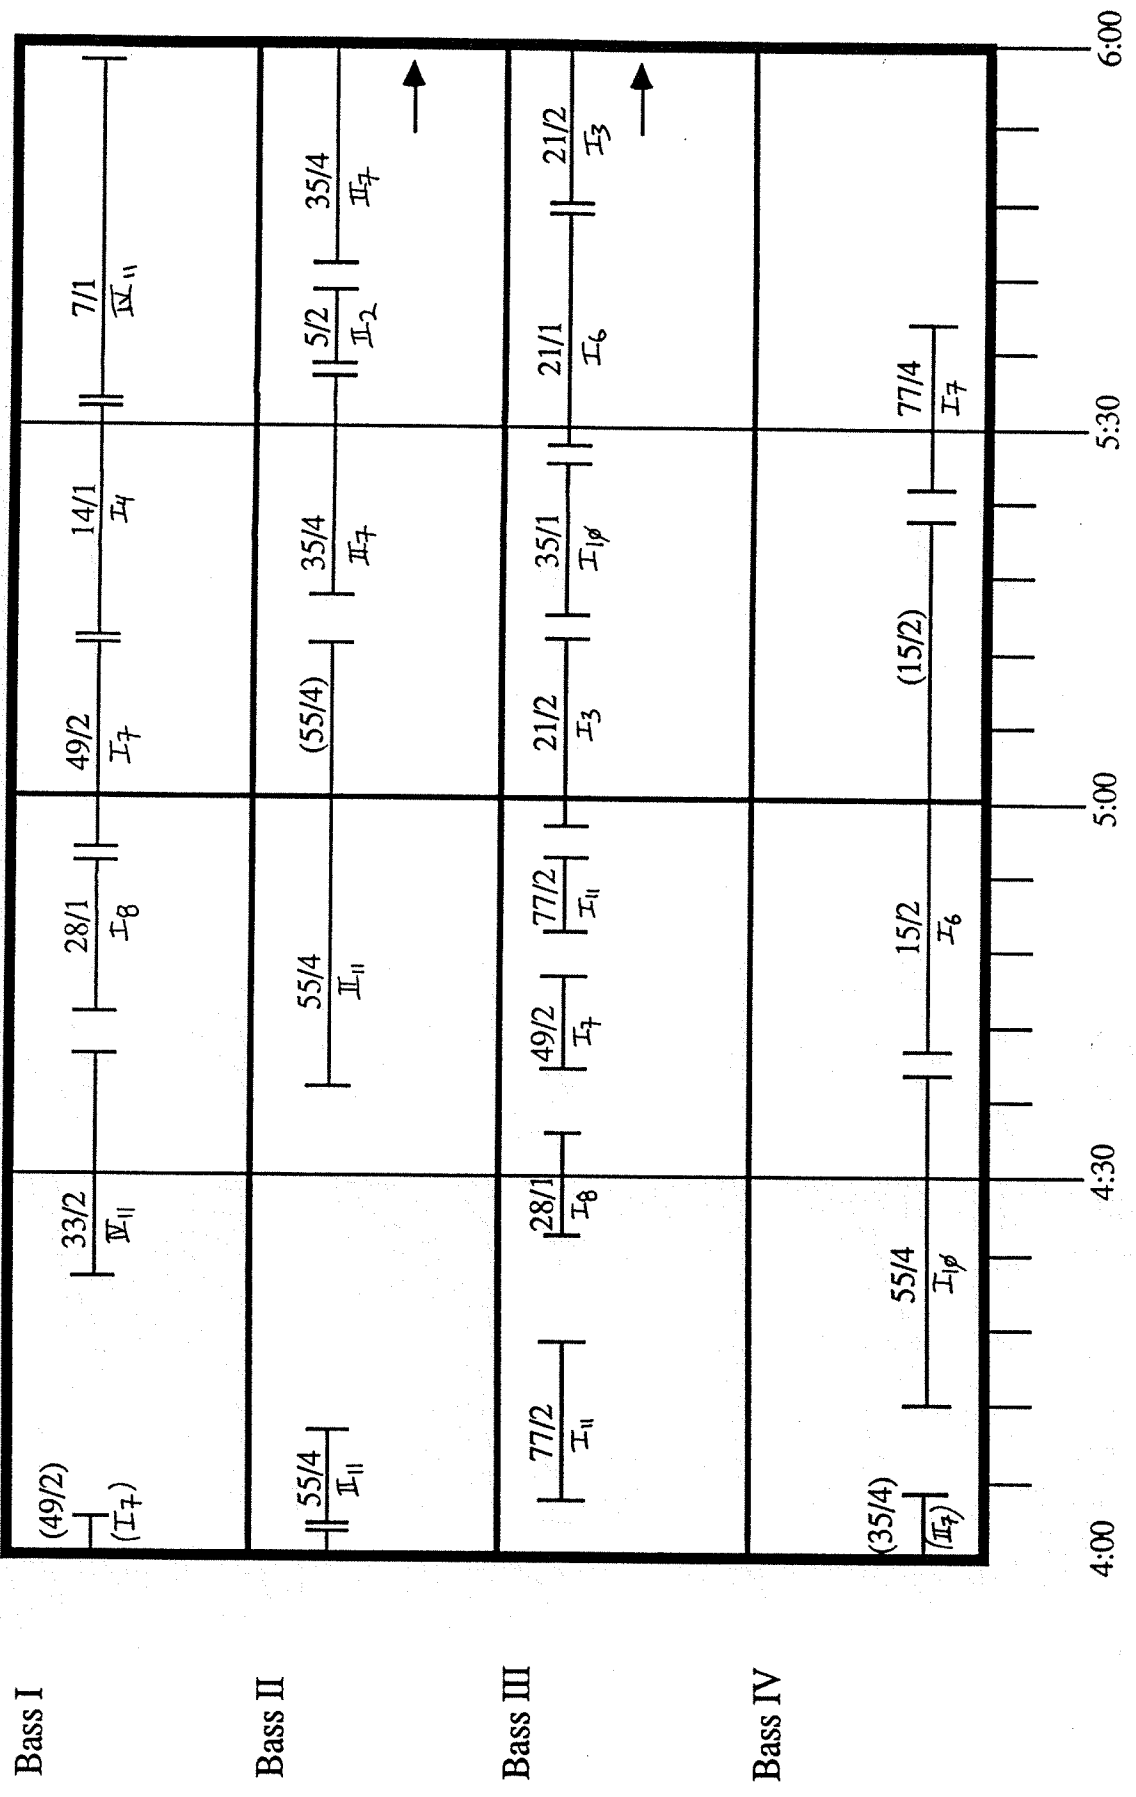 Bass I
(49/2) 33/2 28/1 49/2 14/1 7/1
(I₇) IV₁₁ I₈ I₇ I₄ IV₁₁
Bass II
55/4 55/4 (55/4) 35/4 5/2 35/4
II₁₁ II₁₁ II₇ II₂ II₇
Bass III
77/2 28/1 49/2 77/2 21/2 35/1 21/1 21/2
I₁₁ I₈ I₇ I₁₁ I₃ I₁ø I₆ I₃
Bass IV
(35/4) 55/4 15/2 (15/2) 77/4
(II₇) I₁ø I₆ I₇
4:00 4:30 5:00 5:30 6:00